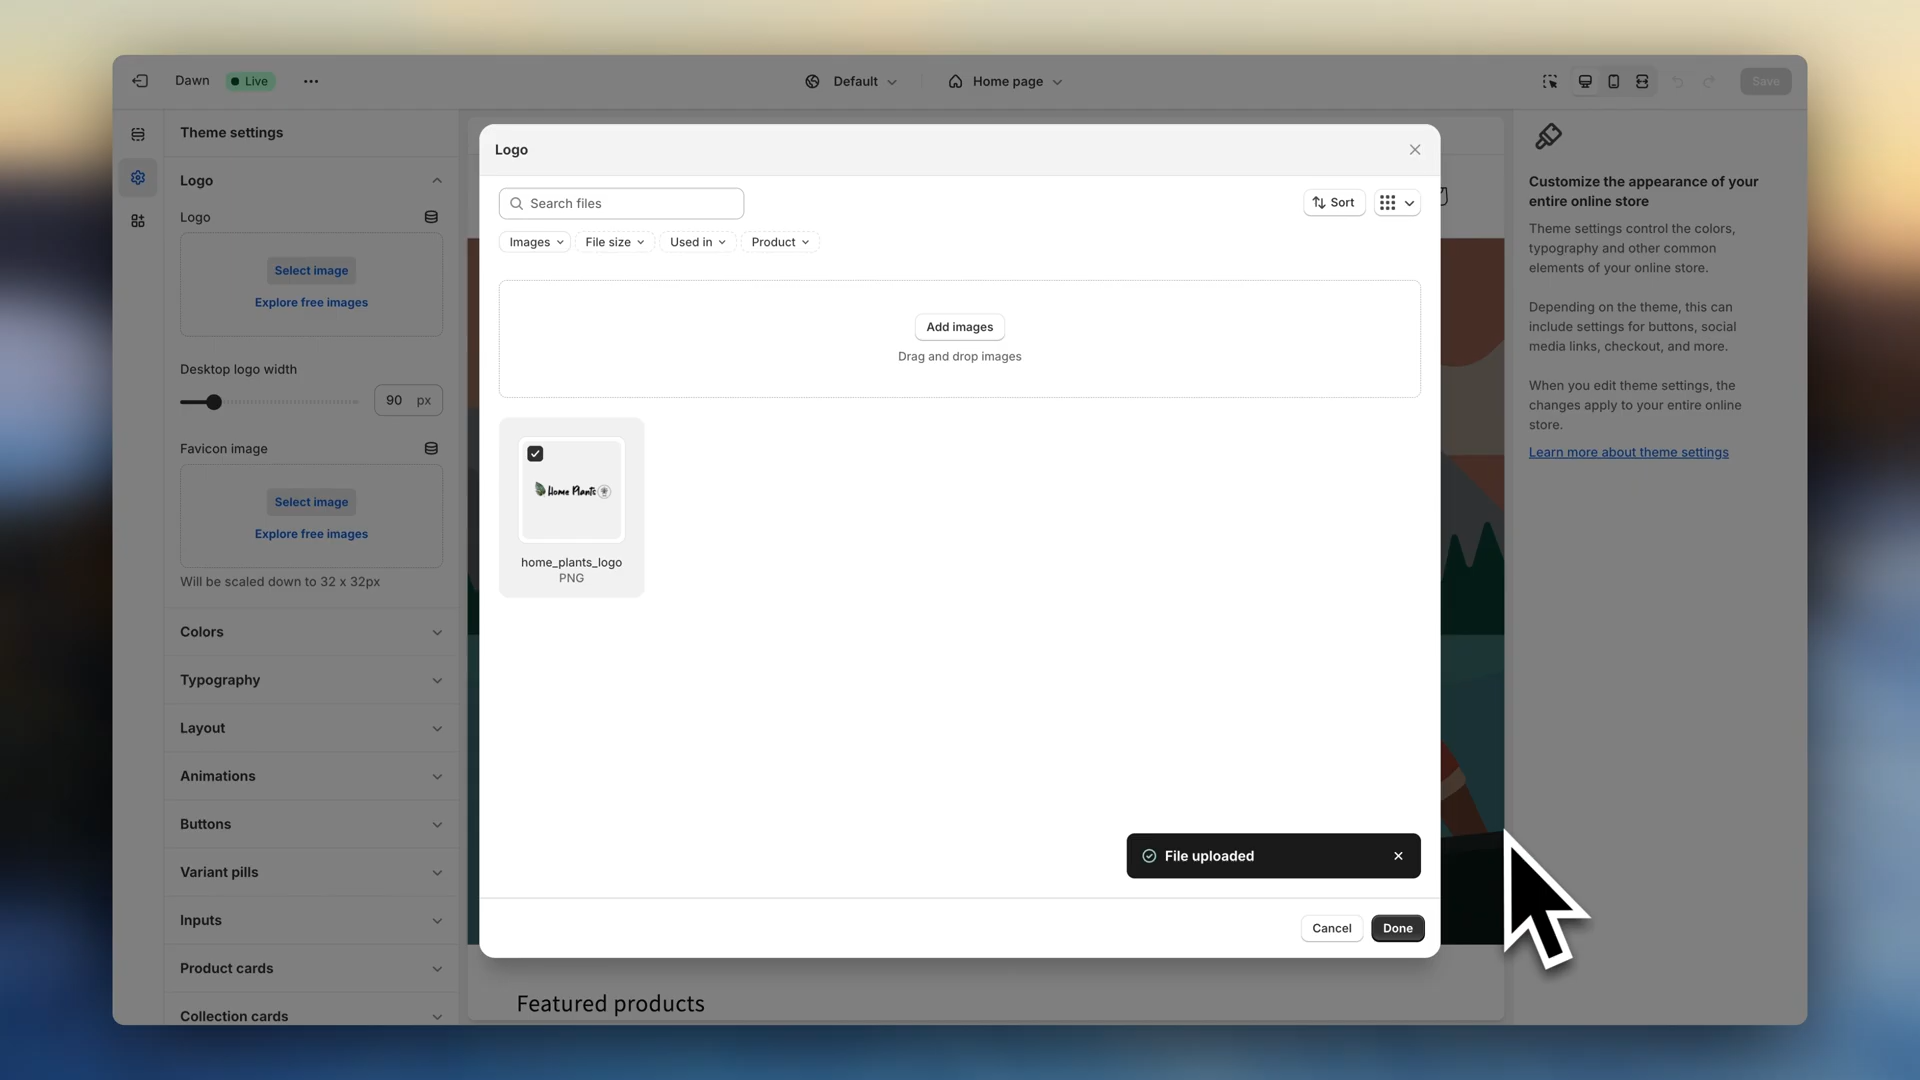 Dawn
Live
Default
Home page
Save
Theme settings
Logo
Logo
Select image
Explore free images
Desktop logo width
90 px
Favicon image
Select image
Explore free images
Will be scaled down to 32 x 32px
Colors
Typography
Layout
Animations
Buttons
Variant pills
Inputs
Product cards
Collection cards
Logo
Search files
Sort
Images
File size
Used in
Product
Add images
Drag and drop images
Home Plants
home_plants_logo
PNG
File uploaded
Cancel
Done
Featured products
Customize the appearance of your
entire online store
Theme settings control the colors,
typography and other common
elements of your online store.
Depending on the theme, this can
include settings for buttons, social
media links, checkout, and more.
When you edit theme settings, the
changes apply to your entire online
store.
Learn more about theme settings